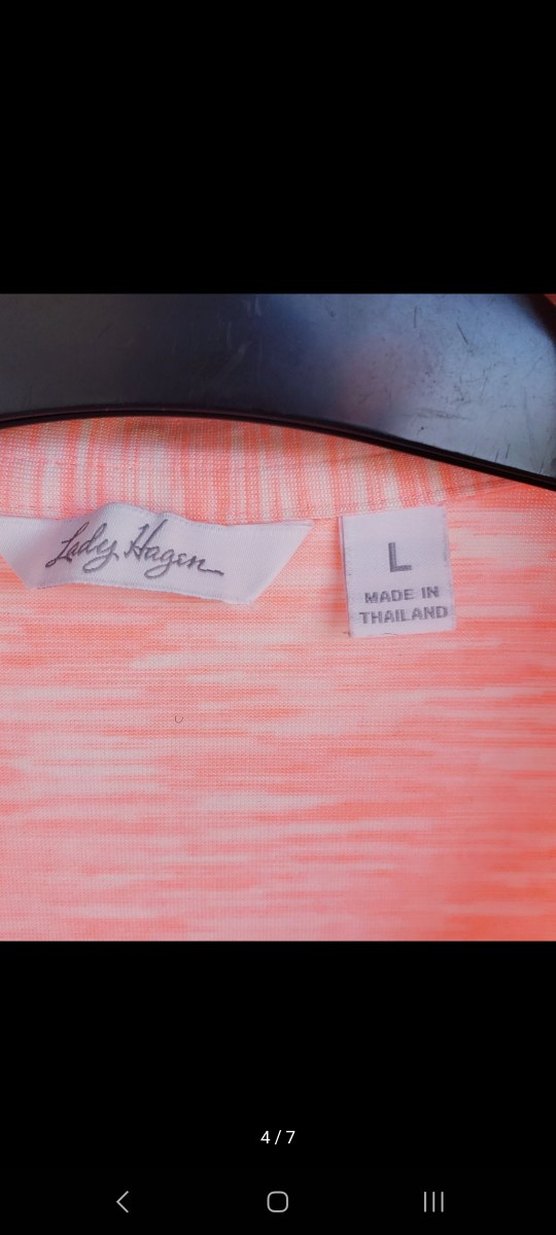 Lady Hagen
L
MADE IN
THAILAND
4 / 7